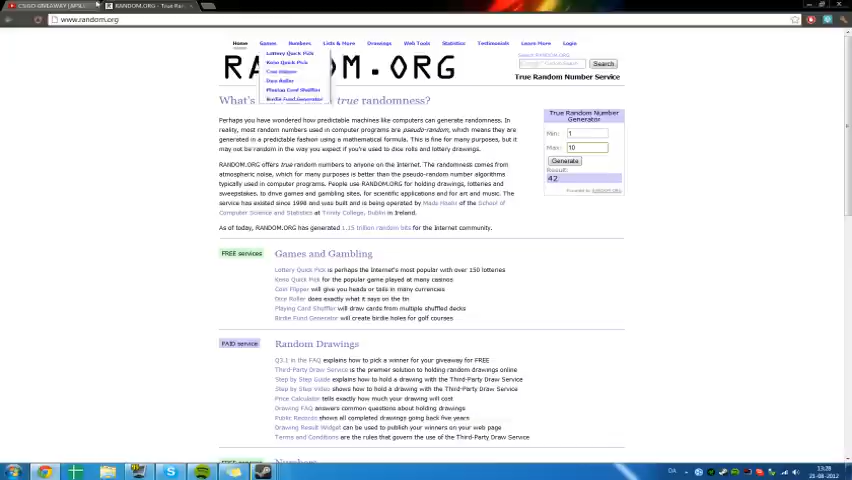 CSGO GIVEAWAY [APRIL
RANDOM.ORG - True Ra
www.random.org
Home Games Numbers Lists & More Drawings Web Tools Statistics Testimonials Learn More Login
Lottery Quick Pick
Keno Quick Pick
Coin Flipper
Dice Roller
Playing Card Shuffler
Birdie Fund Generator
Search RANDOM.ORG
Custom Search
Search
RANDOM.ORG
True Random Number Service
What's true randomness?
Perhaps you have wondered how predictable machines like computers can generate randomness. In
reality, most random numbers used in computer programs are pseudo-random, which means they are
generated in a predictable fashion using a mathematical formula. This is fine for many purposes, but it
may not be random in the way you expect if you're used to dice rolls and lottery drawings.
RANDOM.ORG offers true random numbers to anyone on the Internet. The randomness comes from
atmospheric noise, which for many purposes is better than the pseudo-random number algorithms
typically used in computer programs. People use RANDOM.ORG for holding drawings, lotteries and
sweepstakes, to drive games and gambling sites, for scientific applications and for art and music. The
service has existed since 1998 and was built and is being operated by Mads Haahr of the School of
Computer Science and Statistics at Trinity College, Dublin in Ireland.
As of today, RANDOM.ORG has generated 1.15 trillion random bits for the Internet community.
True Random Number
Generator
Min: 1
Max: 10
Generate
Result:
42
Powered by RANDOM.ORG
FREE services
Games and Gambling
Lottery Quick Pick is perhaps the Internet's most popular with over 150 lotteries
Keno Quick Pick for the popular game played at many casinos
Coin Flipper will give you heads or tails in many currencies
Dice Roller does exactly what it says on the tin
Playing Card Shuffler will draw cards from multiple shuffled decks
Birdie Fund Generator will create birdie holes for golf courses
PAID service
Random Drawings
Q3.1 in the FAQ explains how to pick a winner for your giveaway for FREE
Third-Party Draw Service is the premier solution to holding random drawings online
Step by Step Guide explains how to hold a drawing with the Third-Party Draw Service
Step by Step Video shows how to hold a drawing with the Third-Party Draw Service
Price Calculator tells exactly how much your drawing will cost
Drawing FAQ answers common questions about holding drawings
Public Records shows all completed drawings going back five years
Drawing Result Widget can be used to publish your winners on your web page
Terms and Conditions are the rules that govern the use of the Third-Party Draw Service
FREE services
Numbers
DA
13:28
21-08-2012